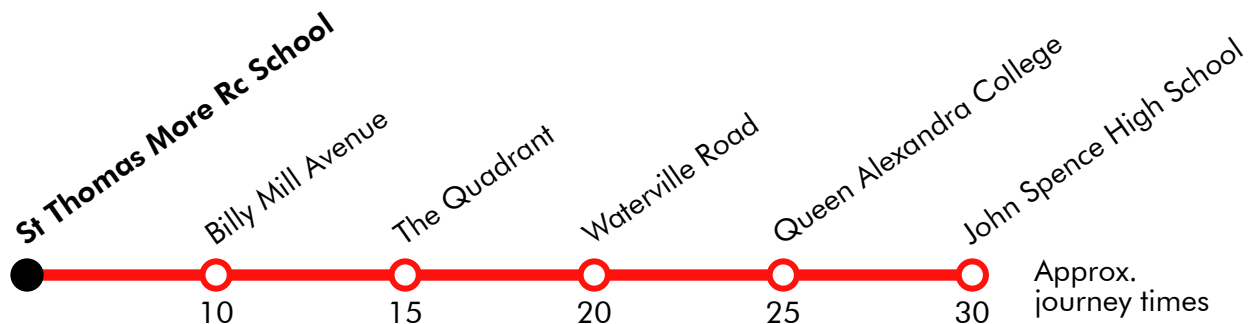 St Thomas More Rc School
Billy Mill Avenue
The Quadrant
Waterville Road
Queen Alexandra College
John Spence High School
10
15
20
25
30
Approx.
journey times